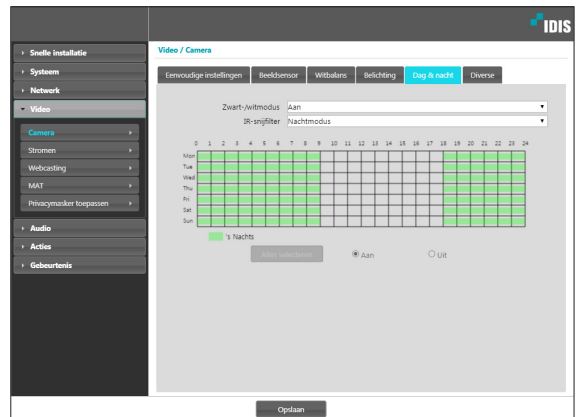 IDIS
Snelle installatie
Systeem
Netwerk
Video
Camera
Stromen
Webcasting
MAT
Privacymasker toepassen
Audio
Acties
Gebeurtenis
Video / Camera
Eenvoudige instellingen Beeldsensor Witbalans Belichting Dag & nacht Diverse
Zwart-/witmodus Aan
IR-snijfilter Nachtmodus
0 1 2 3 4 5 6 7 8 9 10 11 12 13 14 15 16 17 18 19 20 21 22 23 24
Mon
Tue
Wed
Thu
Fri
Sat
Sun
's Nachts
Alles selecteren Aan Uit
Opslaan